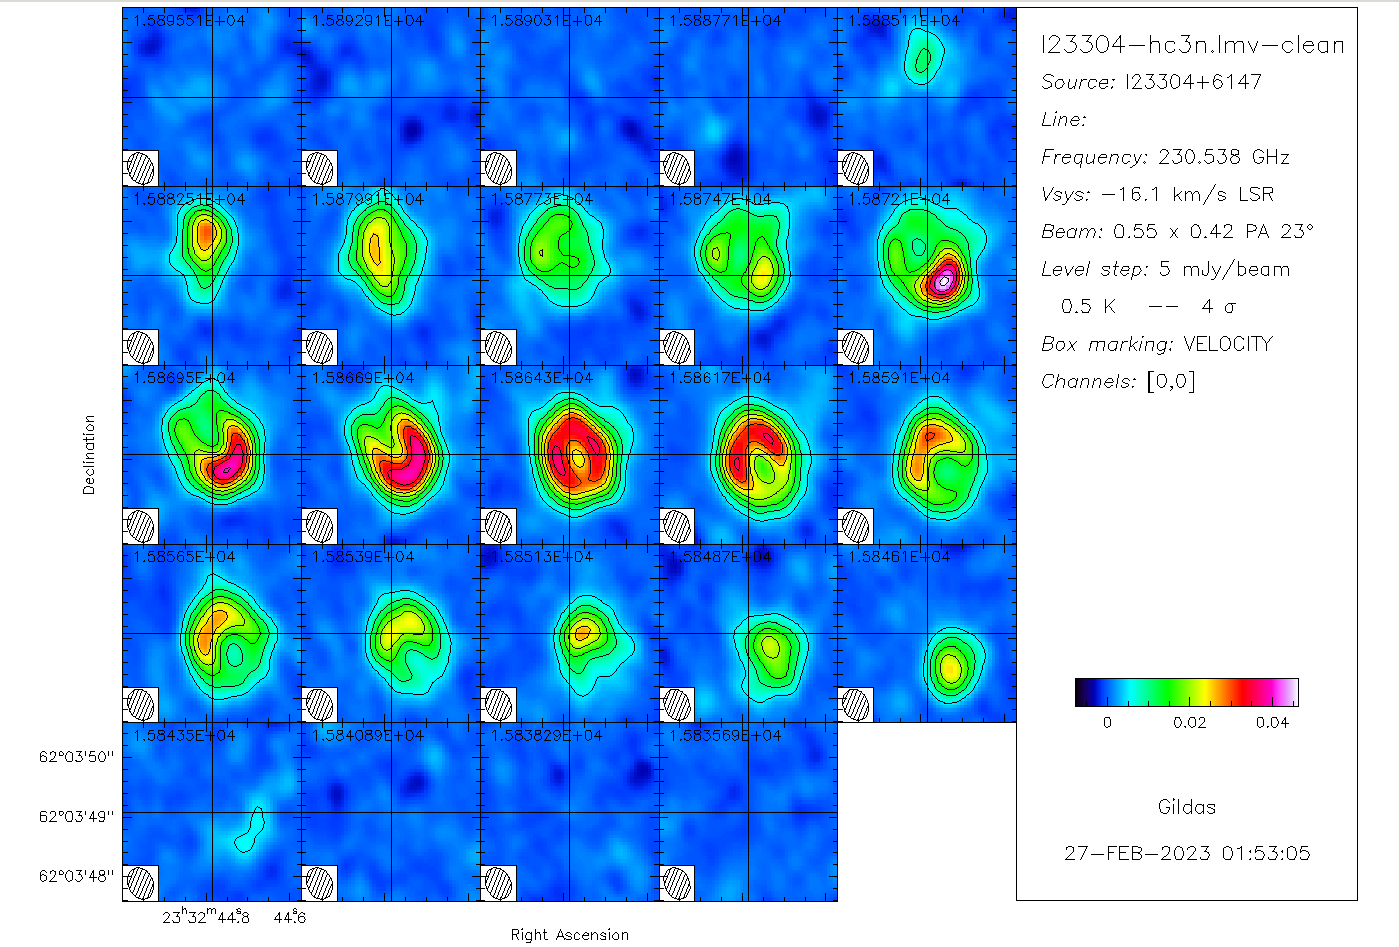 1.589551E+04 1.589291E+04 1.589031E+04 1.588771E+04 1.588511E+04
1.588251E+04 1.587991E+04 1.58773E+04 1.58747E+04 1.58721E+04
1.58695E+04 1.58669E+04 1.58643E+04 1.58617E+04 1.58591E+04
1.58565E+04 1.58539E+04 1.58513E+04 1.58487E+04 1.58461E+04
1.58435E+04 1.584089E+04 1.583829E+04 1.583569E+04
Declination
62°03'50"
62°03'49"
62°03'48"
23h32m44s.8 44s.6
Right Ascension
I23304-hc3n.lmv-clean
Source: I23304+6147
Line:
Frequency: 230.538 GHz
Vsys: -16.1 km/s LSR
Beam: 0.55 x 0.42 PA 23°
Level step: 5 mJy/beam
0.5 K -- 4 σ
Box marking: VELOCITY
Channels: [0,0]
0 0.02 0.04
Gildas
27-FEB-2023 01:53:05